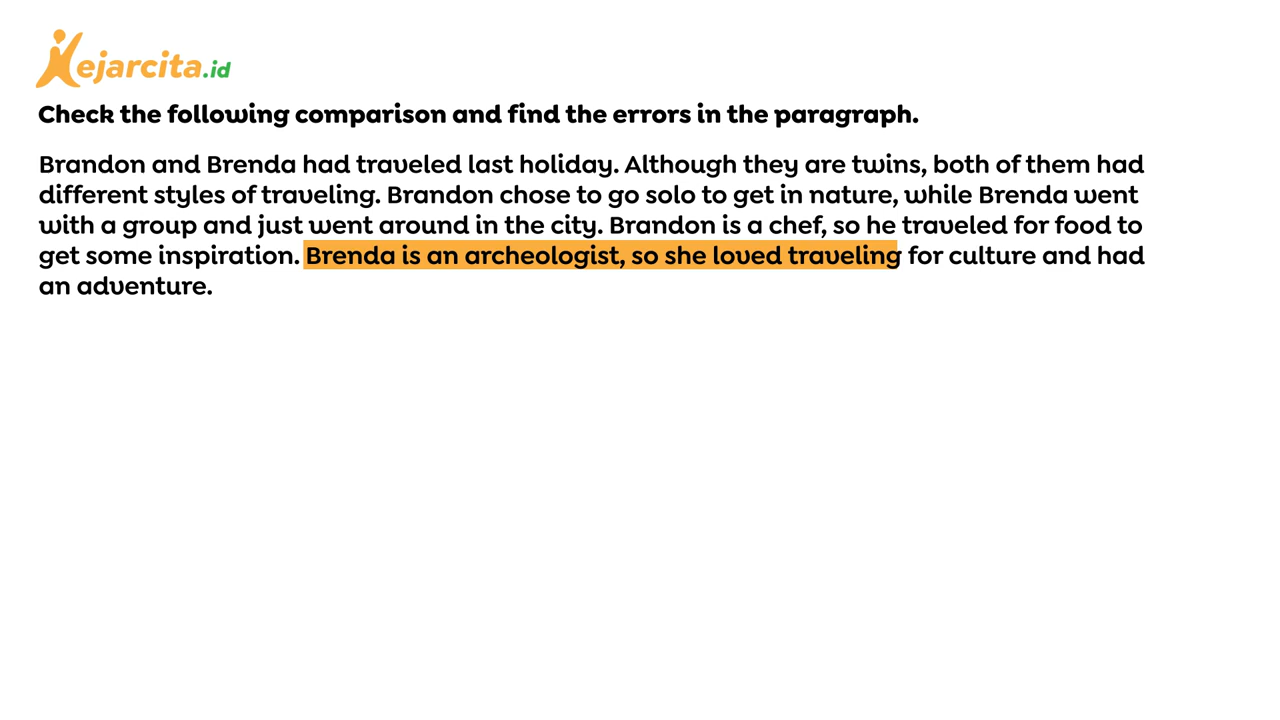 Kejarcita.id
Check the following comparison and find the errors in the paragraph.
Brandon and Brenda had traveled last holiday. Although they are twins, both of them had
different styles of traveling. Brandon chose to go solo to get in nature, while Brenda went
with a group and just went around in the city. Brandon is a chef, so he traveled for food to
get some inspiration. Brenda is an archeologist, so she loved traveling for culture and had
an adventure.